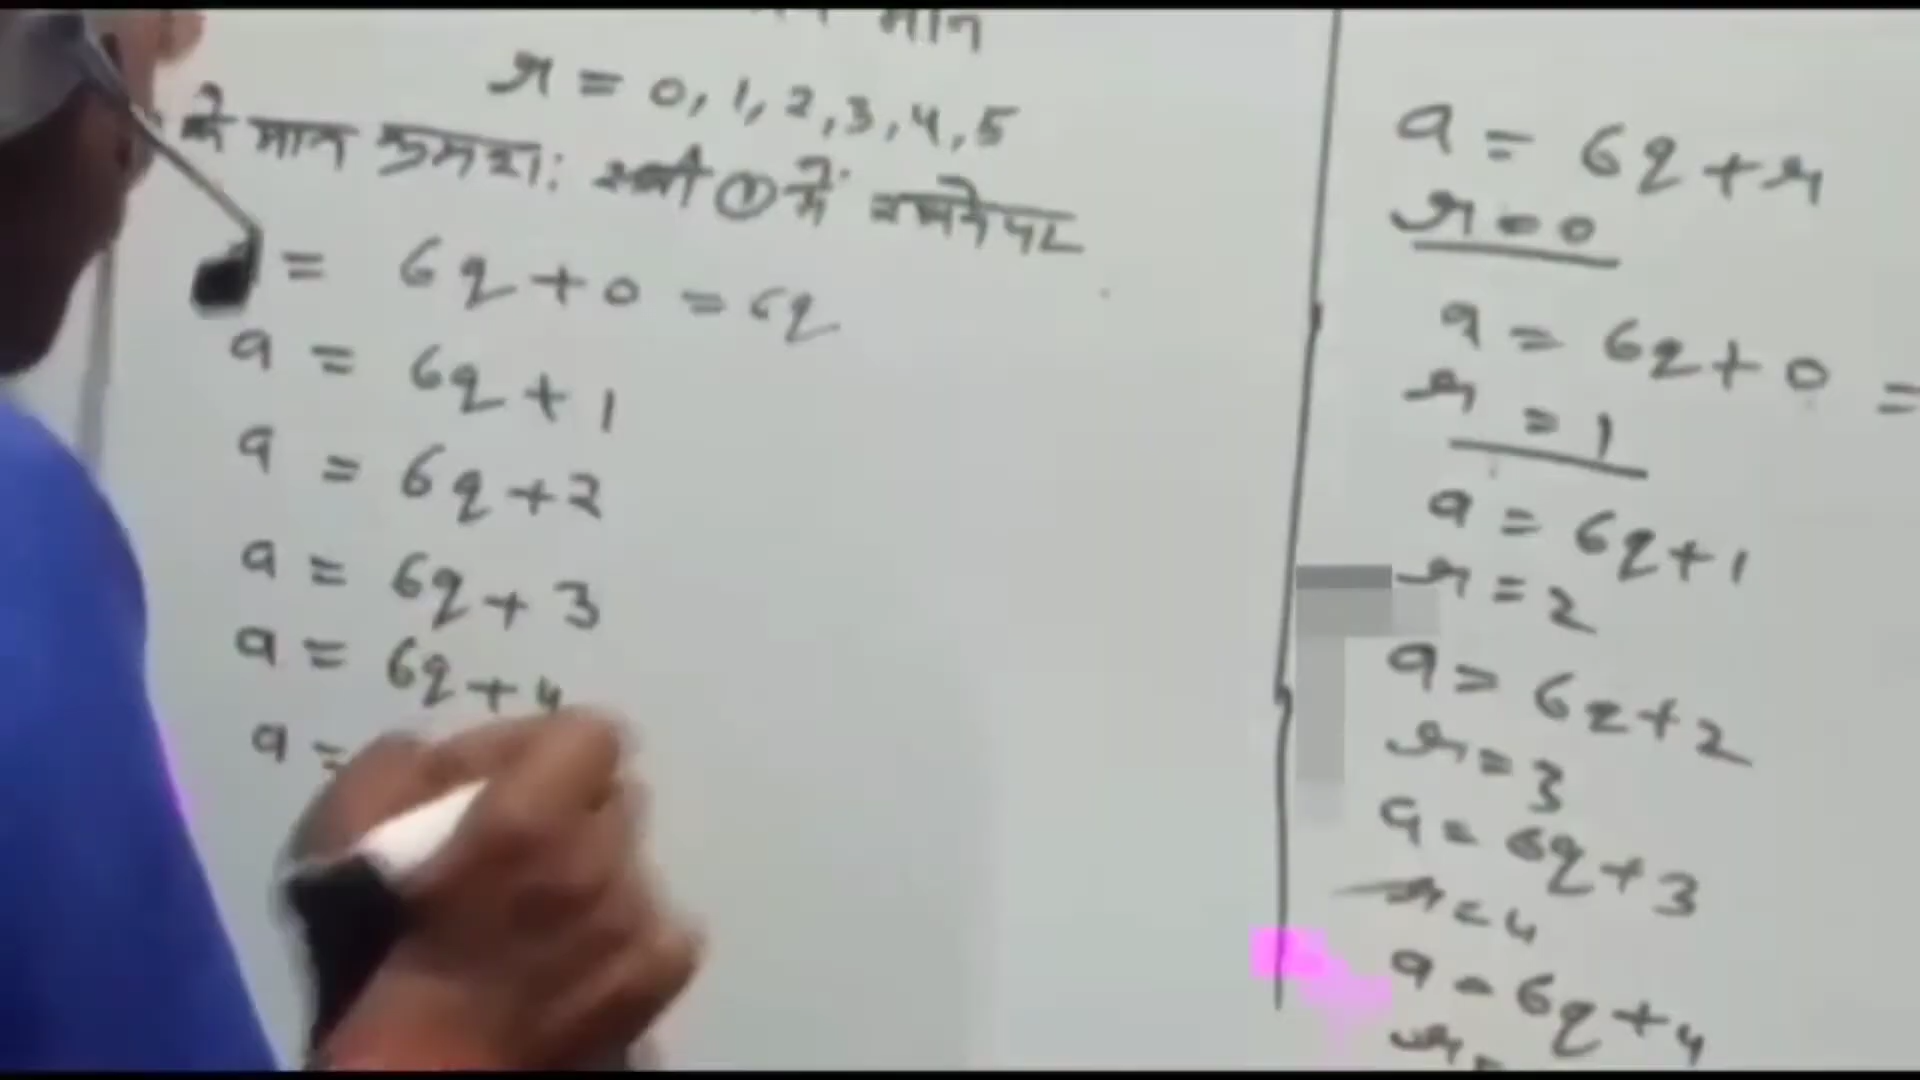 मान
r = 0, 1, 2, 3, 4, 5
के मान क्रमशः समी ① में रखने पर
= 6q + 0 = 6q
a = 6q + 1
a = 6q + 2
a = 6q + 3
a = 6q + 4
a =
a = 6q + r
r = 0
a = 6q + 0 =
r = 1
a = 6q + 1
r = 2
a = 6q + 2
r = 3
a = 6q + 3
r = 4
a = 6q + 4
r =